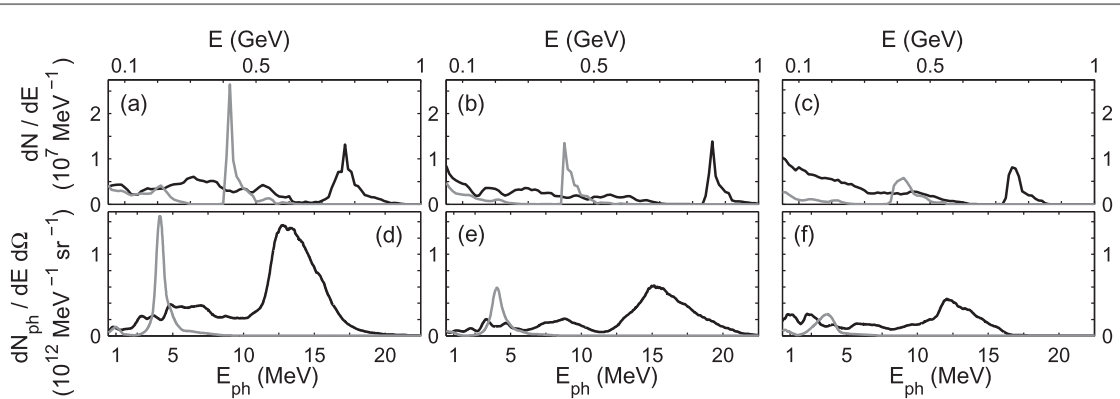 E (GeV) E (GeV) E (GeV)
0.1 0.5 1 0.1 0.5 1 0.1 0.5 1
dN / dE
(10^7 MeV^−1)
2 1 0
(a) (b) (c)
2 1 0
dN_ph / dE dΩ
(10^12 MeV^−1 sr^−1)
1 0
(d) (e) (f)
1 0
1 5 10 15 20 1 5 10 15 20 1 5 10 15 20
E_ph (MeV) E_ph (MeV) E_ph (MeV)